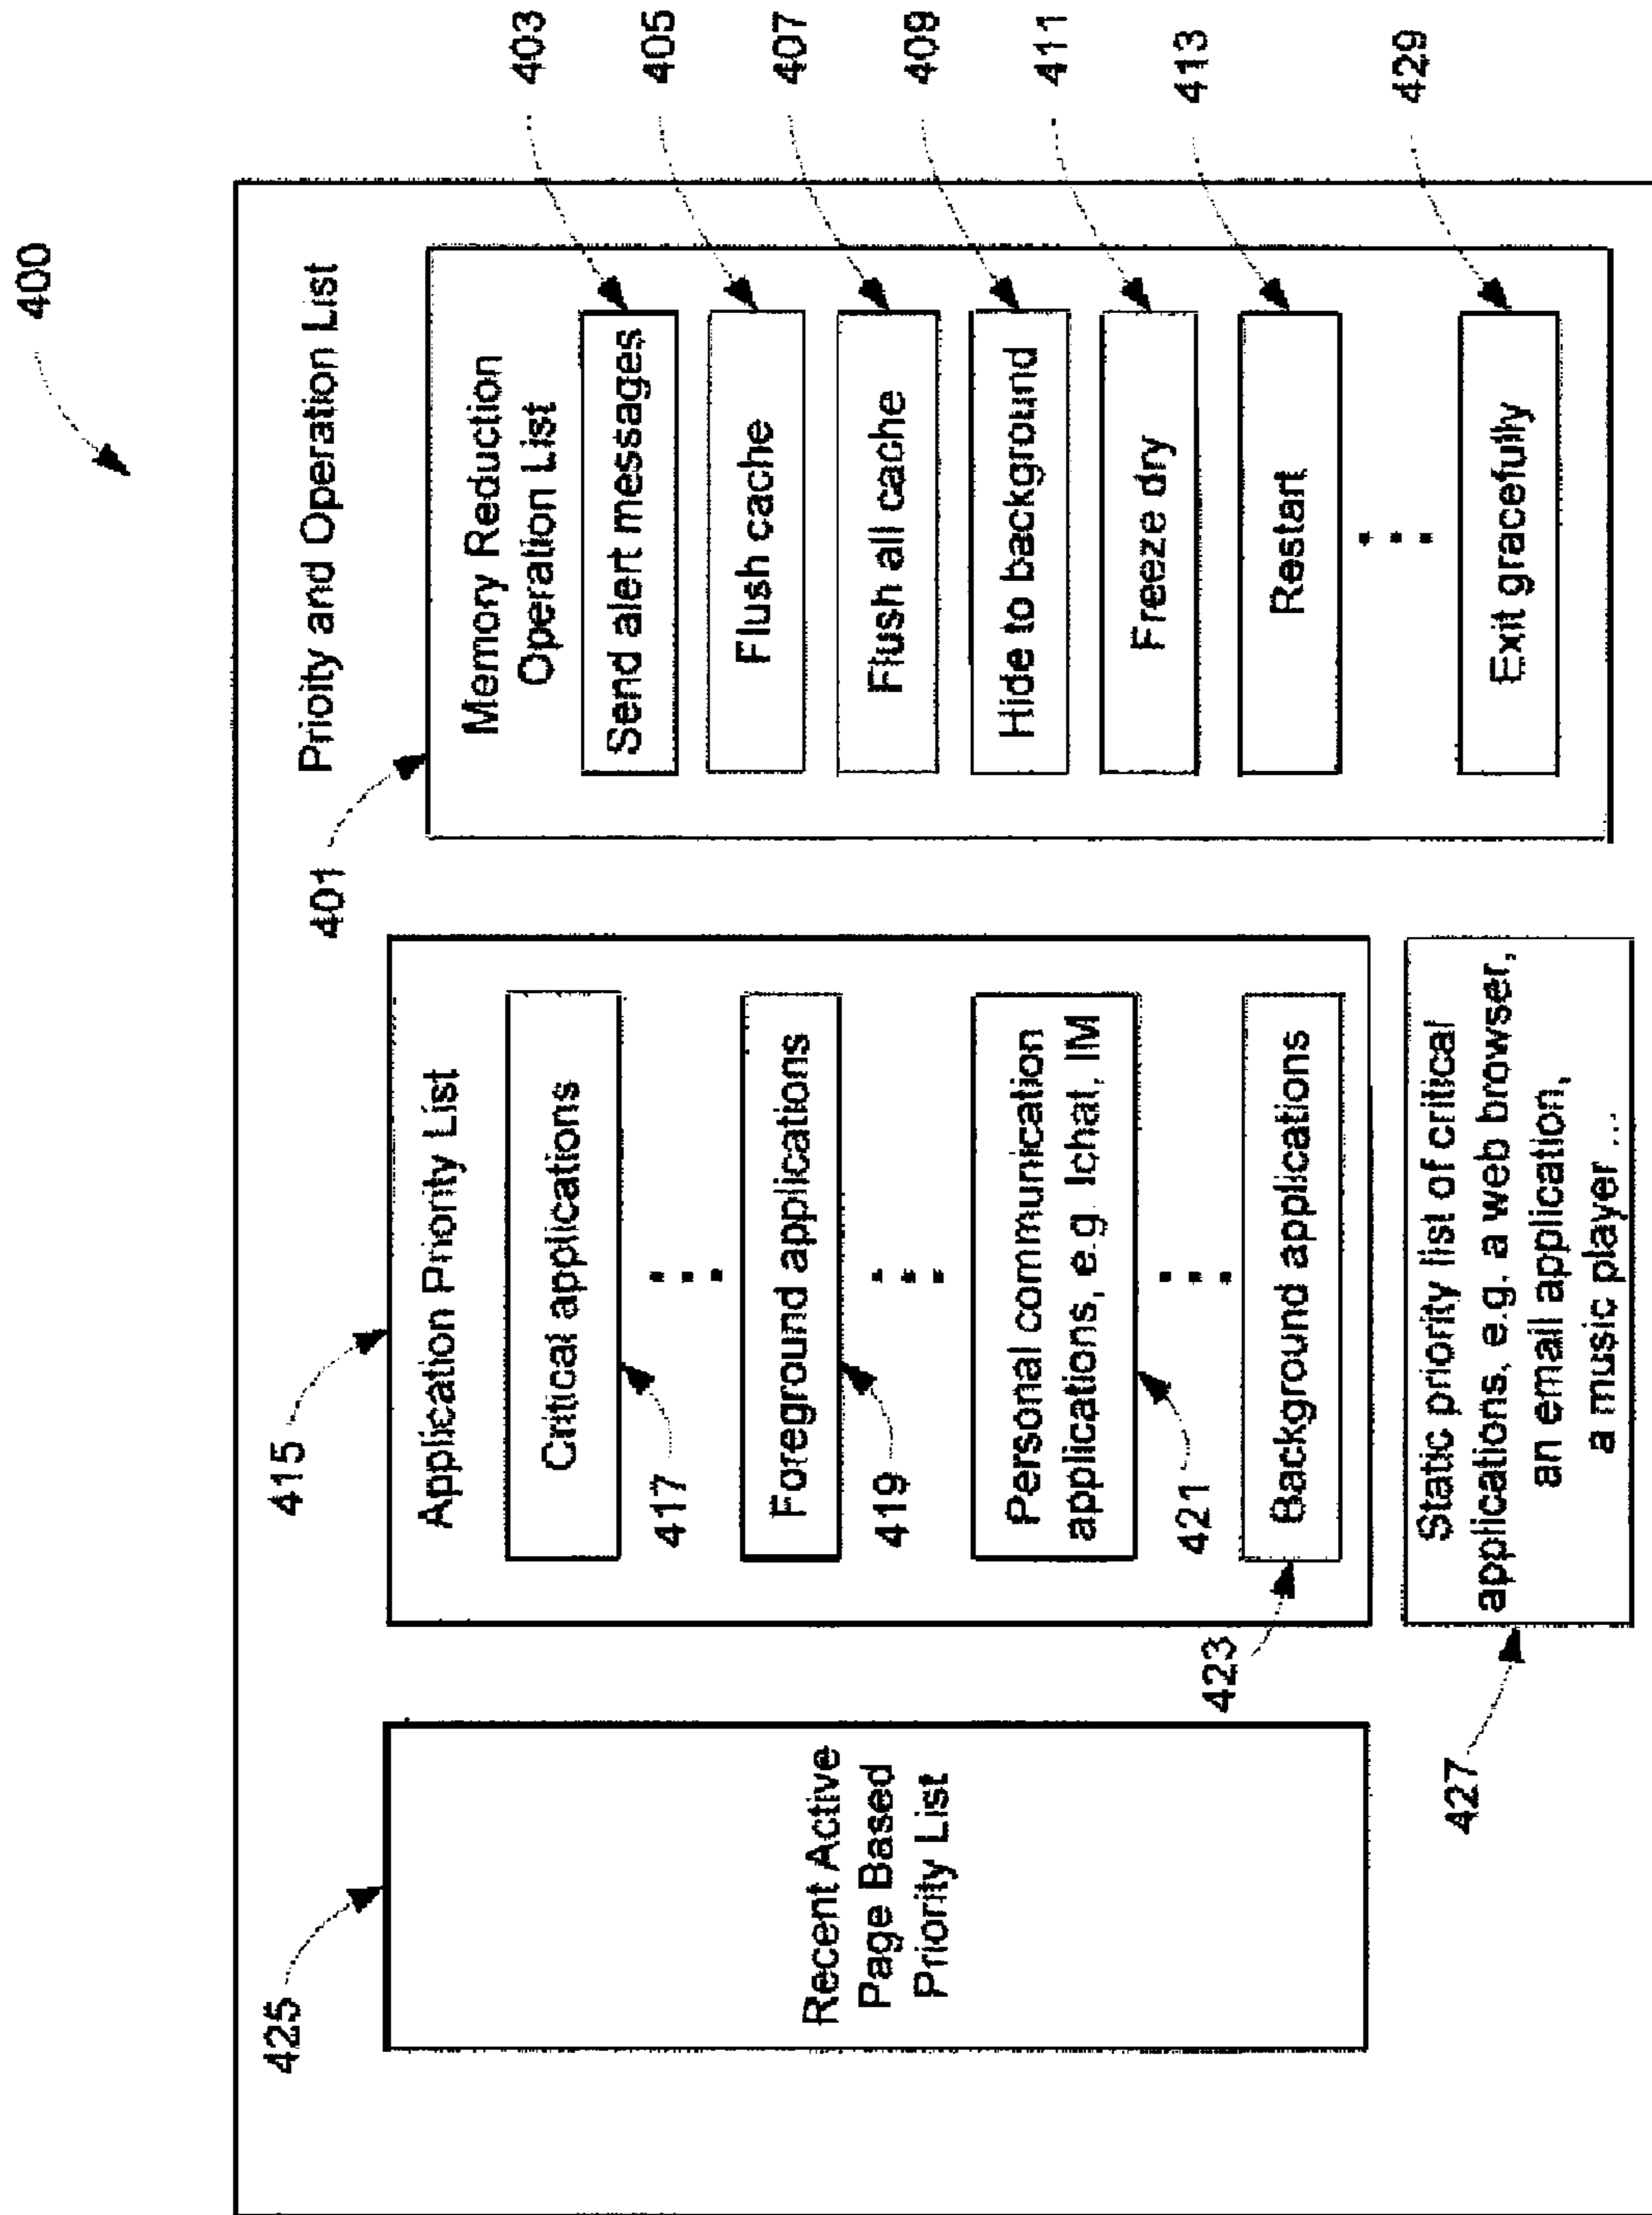 400
Prioity and Operation List
425
Recent Active
Page Based
Priority List
415
Application Priority List
Critical applications
417
Foreground applications
419
Personal communication
applications, e.g. Ichat, IM
421
Background applications
423
Static priority list of critical
applications, e.g. a web browser,
an email application,
a music player ...
427
401
Memory Reduction
Operation List
Send alert messages
403
Flush cache
405
Flush all cache
407
Hide to background
409
Freeze dry
411
Restart
413
Exit gracefully
429